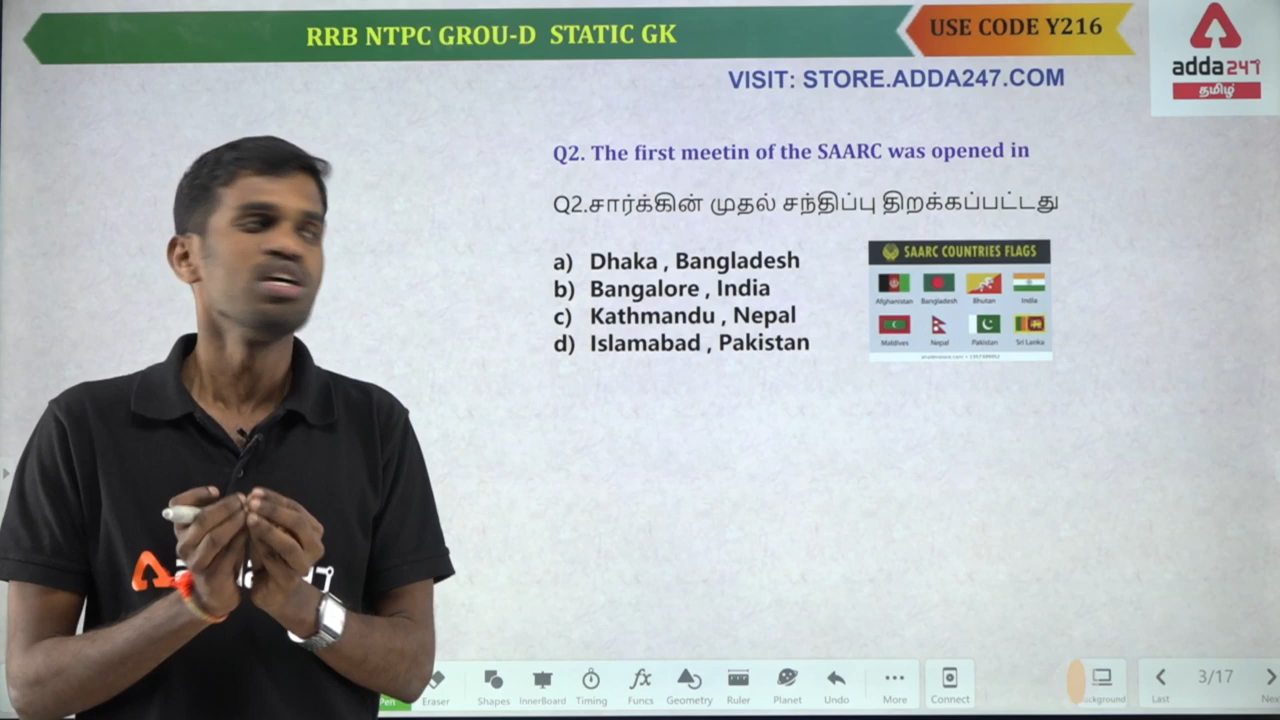 RRB NTPC GROU-D STATIC GK
USE CODE Y216
adda247
தமிழ்
VISIT: STORE.ADDA247.COM
Q2. The first meetin of the SAARC was opened in
Q2.சார்க்கின் முதல் சந்திப்பு திறக்கப்பட்டது
a) Dhaka , Bangladesh
b) Bangalore , India
c) Kathmandu , Nepal
d) Islamabad , Pakistan
SAARC COUNTRIES FLAGS
Afghanistan Bangladesh Bhutan India
Maldives Nepal Pakistan Sri Lanka
Pen Eraser Shapes InnerBoard Timing Funcs Geometry Ruler Planet Undo More Connect
Last 3/17